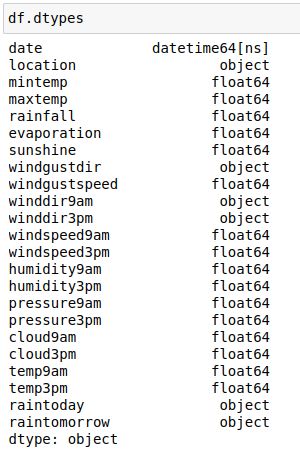 df.dtypes
date datetime64[ns]
location object
mintemp float64
maxtemp float64
rainfall float64
evaporation float64
sunshine float64
windgustdir object
windgustspeed float64
winddir9am object
winddir3pm object
windspeed9am float64
windspeed3pm float64
humidity9am float64
humidity3pm float64
pressure9am float64
pressure3pm float64
cloud9am float64
cloud3pm float64
temp9am float64
temp3pm float64
raintoday object
raintomorrow object
dtype: object